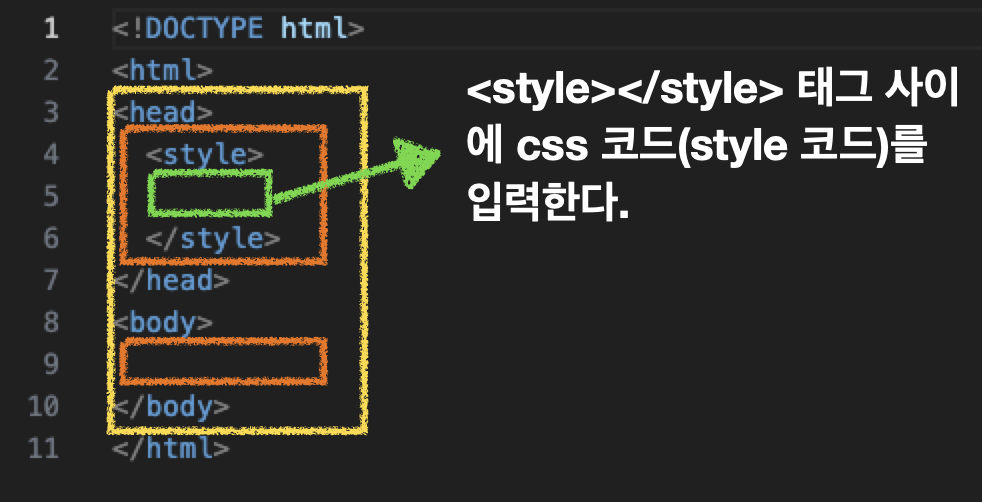 1 <!DOCTYPE html>
2 <html>
3 <head>
4 <style>
5
6 </style>
7 </head>
8 <body>
9
10 </body>
11 </html>
<style></style> 태그 사이
에 css 코드(style 코드)를
입력한다.